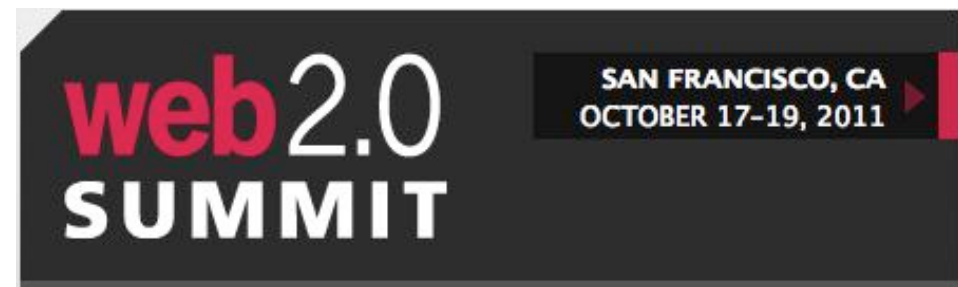 web2.0
SUMMIT
SAN FRANCISCO, CA
OCTOBER 17–19, 2011